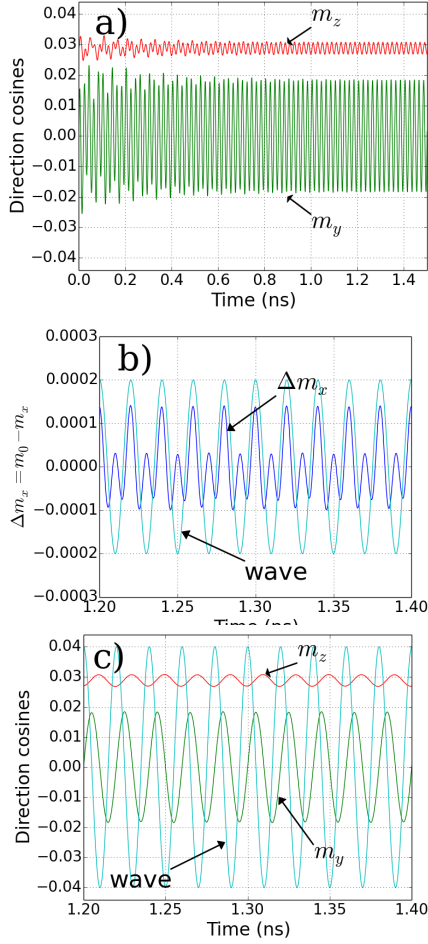 a)
m_z
m_y
Direction cosines
0.04
0.03
0.02
0.01
0.00
−0.01
−0.02
−0.03
−0.04
0.0 0.2 0.4 0.6 0.8 1.0 1.2 1.4
Time (ns)
b)
Δm_x
wave
Δm_x = m_0 − m_x
0.0003
0.0002
0.0001
0.0000
−0.0001
−0.0002
−0.0003
1.20 1.25 1.30 1.35 1.40
Time (ns)
c)
m_z
m_y
wave
Direction cosines
0.04
0.03
0.02
0.01
0.00
−0.01
−0.02
−0.03
−0.04
1.20 1.25 1.30 1.35 1.40
Time (ns)